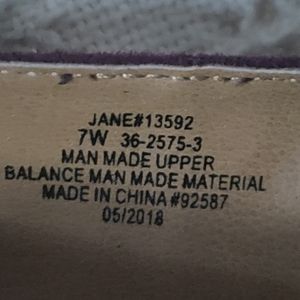 JANE#13592
7W 36-2575-3
MAN MADE UPPER
BALANCE MAN MADE MATERIAL
MADE IN CHINA #92587
05/2018